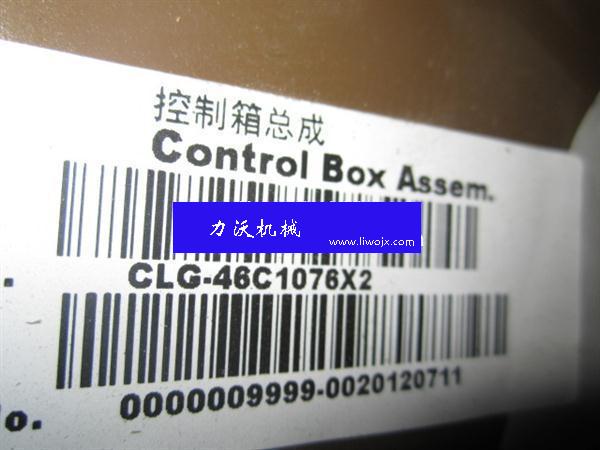 控制箱总成
Control Box Assem.
力沃机械
www.liwojx.com
CLG-46C1076X2
0000009999-0020120711
o.